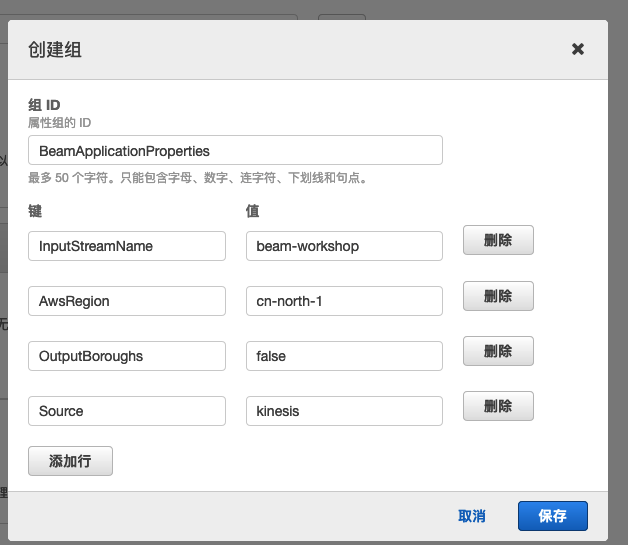 创建组
组 ID
属性组的 ID
BeamApplicationProperties
最多 50 个字符。只能包含字母、数字、连字符、下划线和句点。
键 值
InputStreamName beam-workshop 删除
AwsRegion cn-north-1 删除
OutputBoroughs false 删除
Source kinesis 删除
添加行
取消 保存
以
无
理